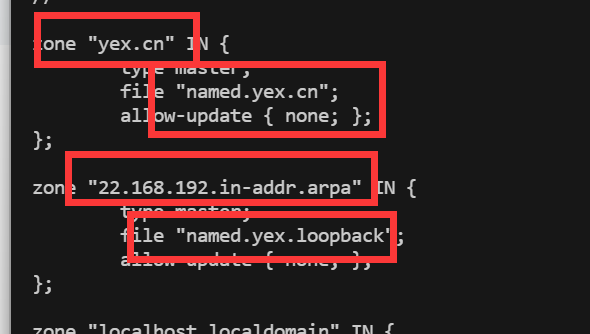 //
zone "yex.cn" IN {
type master;
file "named.yex.cn";
allow-update { none; };
};
zone "22.168.192.in-addr.arpa" IN {
type master;
file "named.yex.loopback";
allow-update { none; };
};
zone "localhost.localdomain" IN {